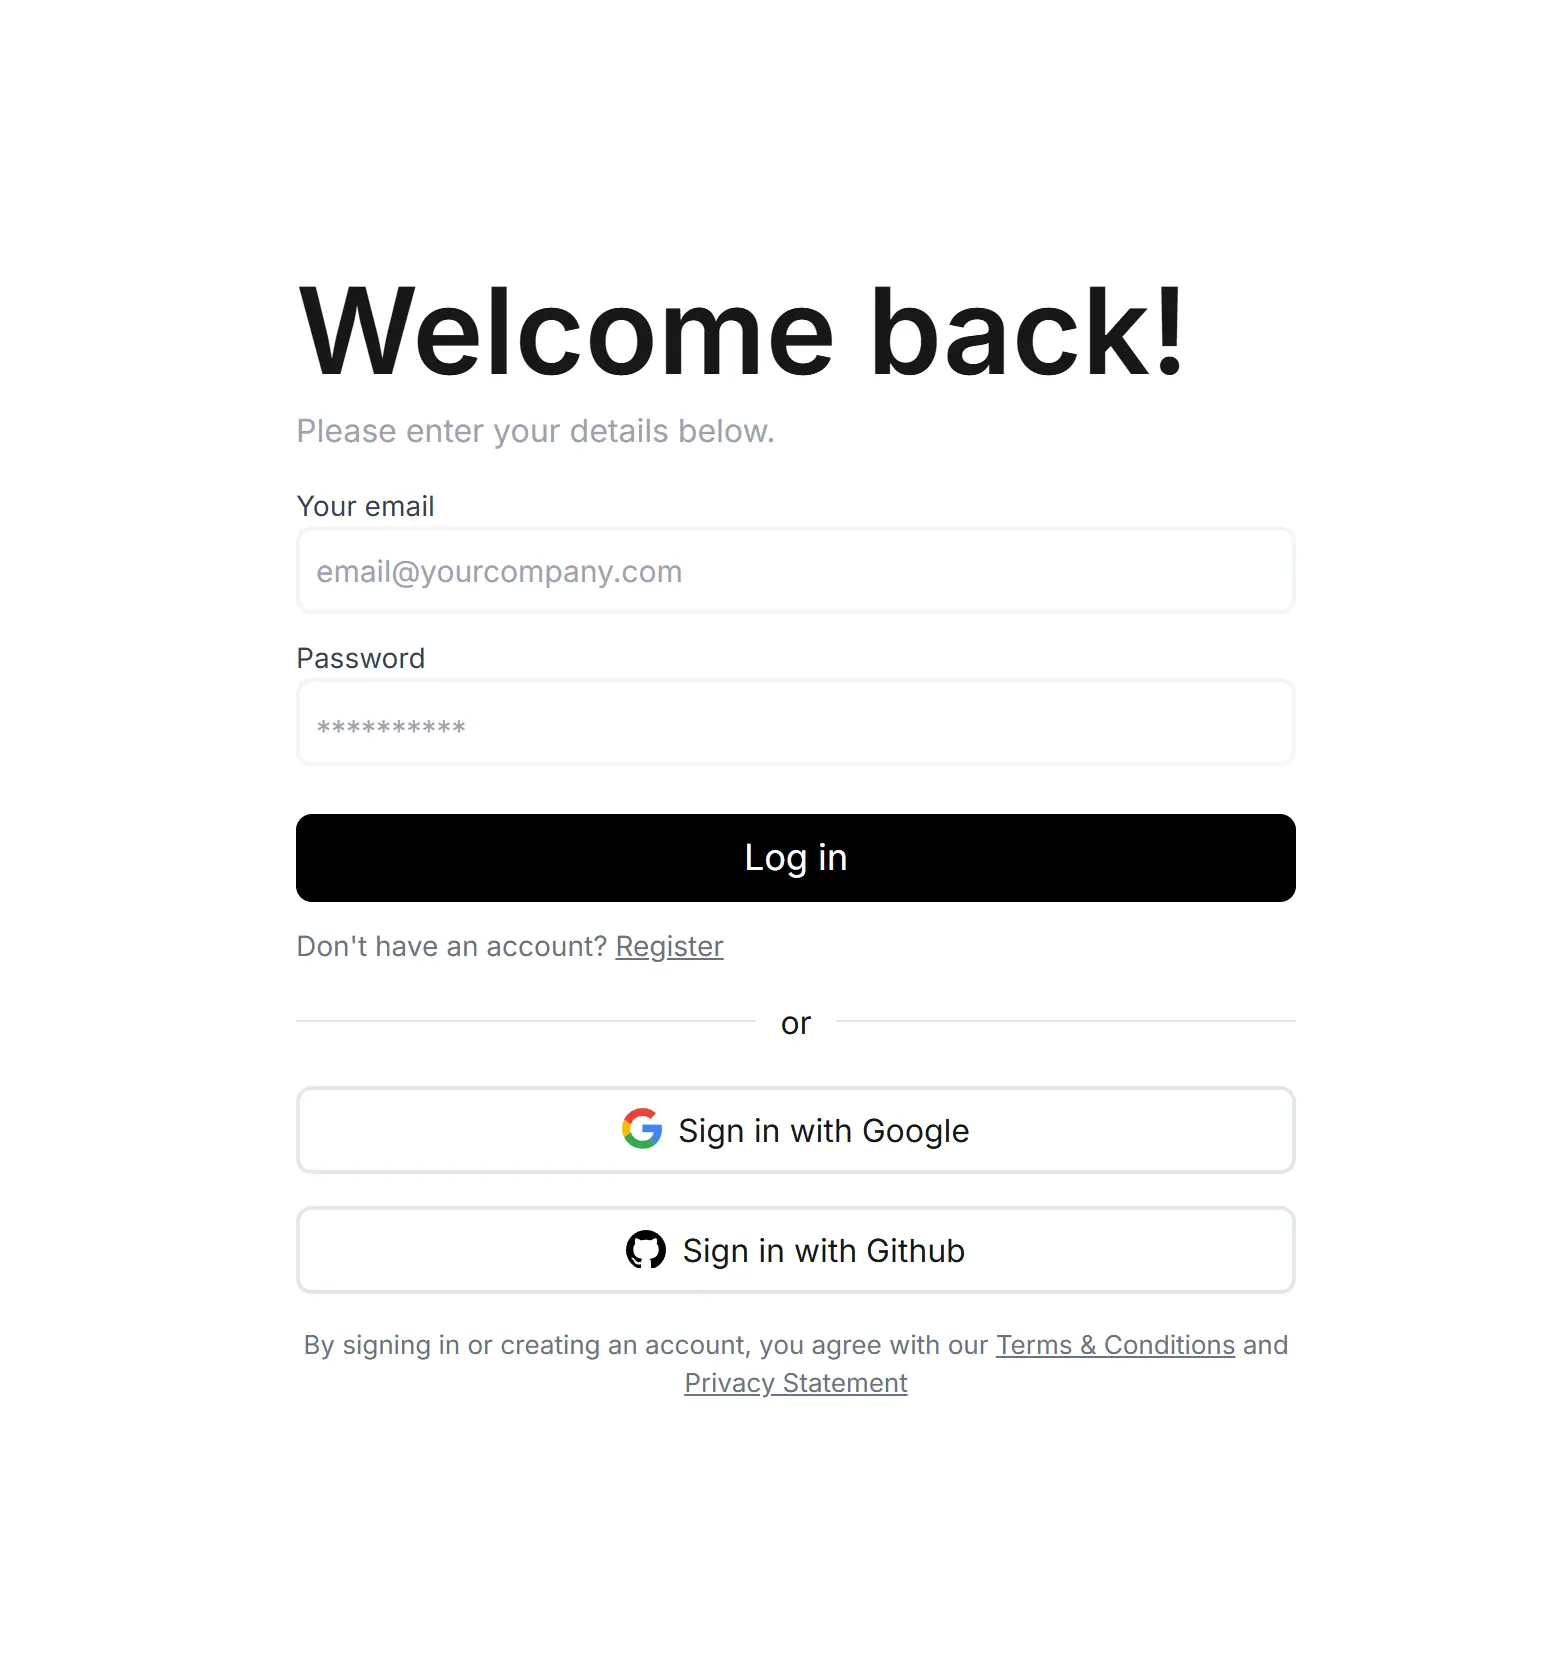 Welcome back!
Please enter your details below.
Your email
email@yourcompany.com
Password
**********
Log in
Don't have an account? Register
or
Sign in with Google
Sign in with Github
By signing in or creating an account, you agree with our Terms & Conditions and
Privacy Statement